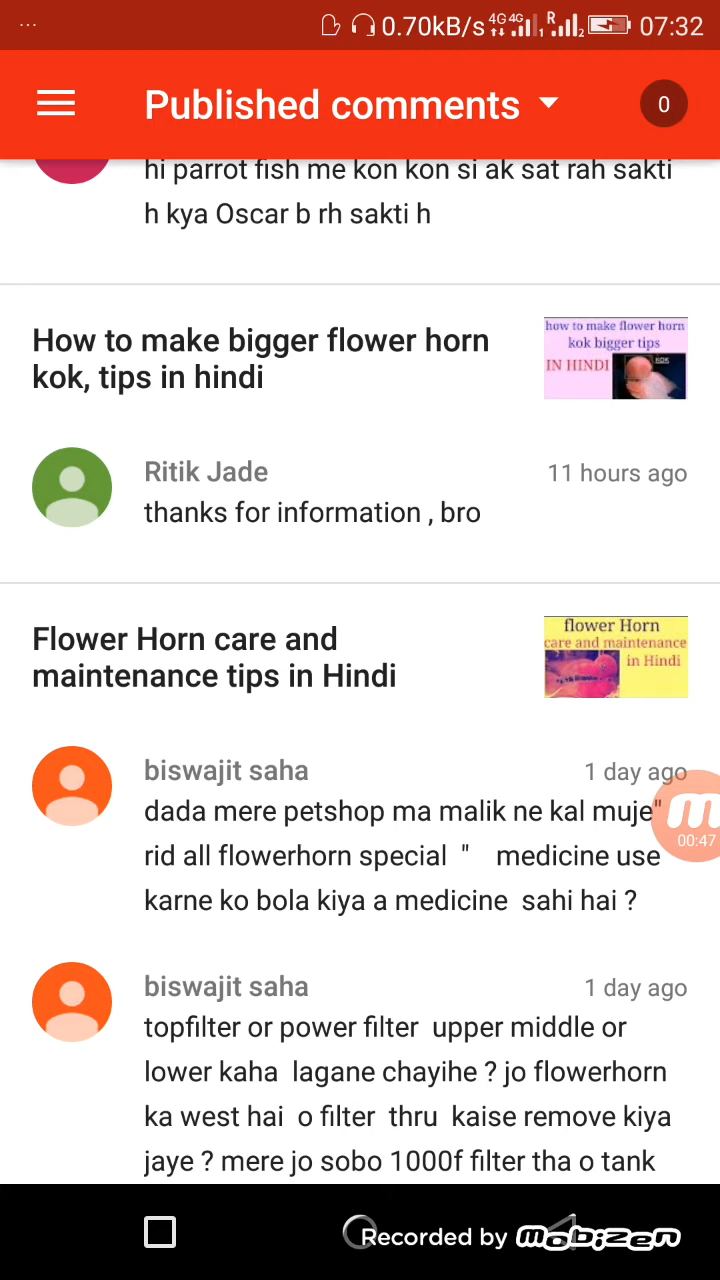 ... 0.70kB/s 4G 4G 1 R 2 07:32
Published comments 0
hi parrot fish me kon kon si ak sat rah sakti
h kya Oscar b rh sakti h
How to make bigger flower horn
kok, tips in hindi
how to make flower horn
kok bigger tips
IN HINDI
KOK
Ritik Jade 11 hours ago
thanks for information , bro
Flower Horn care and
maintenance tips in Hindi
flower Horn
care and maintenance
in Hindi
biswajit saha 1 day ago
dada mere petshop ma malik ne kal muje"
rid all flowerhorn special " medicine use
karne ko bola kiya a medicine sahi hai ?
00:47
biswajit saha 1 day ago
topfilter or power filter upper middle or
lower kaha lagane chayihe ? jo flowerhorn
ka west hai o filter thru kaise remove kiya
jaye ? mere jo sobo 1000f filter tha o tank
Recorded by mobizen